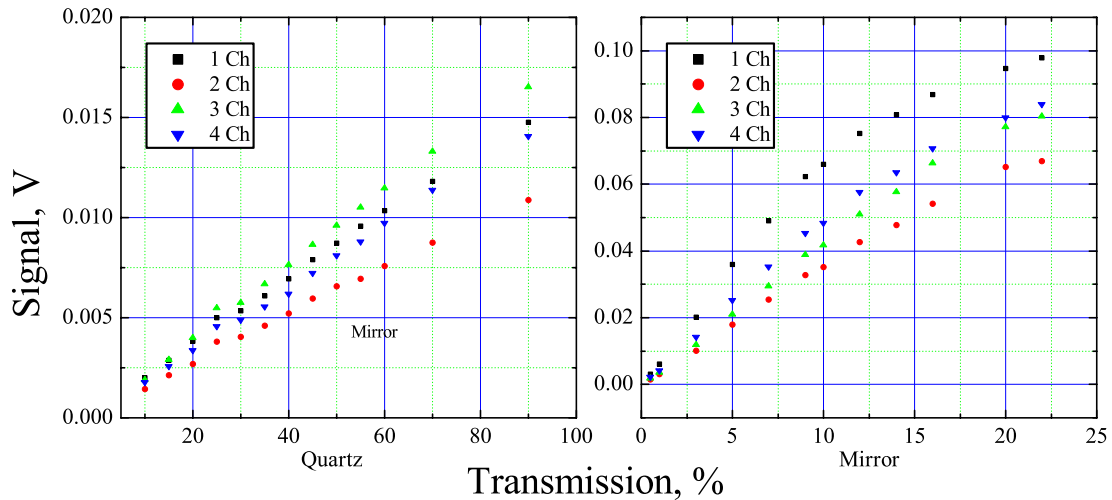 Signal, V
0.020
0.015
0.010
0.005
0.000
1 Ch
2 Ch
3 Ch
4 Ch
Mirror
20 40 60 80 100
Quartz
0.10
0.08
0.06
0.04
0.02
0.00
1 Ch
2 Ch
3 Ch
4 Ch
0 5 10 15 20 25
Mirror
Transmission, %